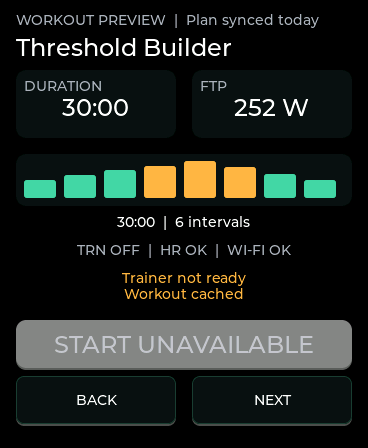 WORKOUT PREVIEW | Plan synced today
Threshold Builder
DURATION
30:00
FTP
252 W
30:00 | 6 intervals
TRN OFF | HR OK | WI-FI OK
Trainer not ready
Workout cached
START UNAVAILABLE
BACK
NEXT